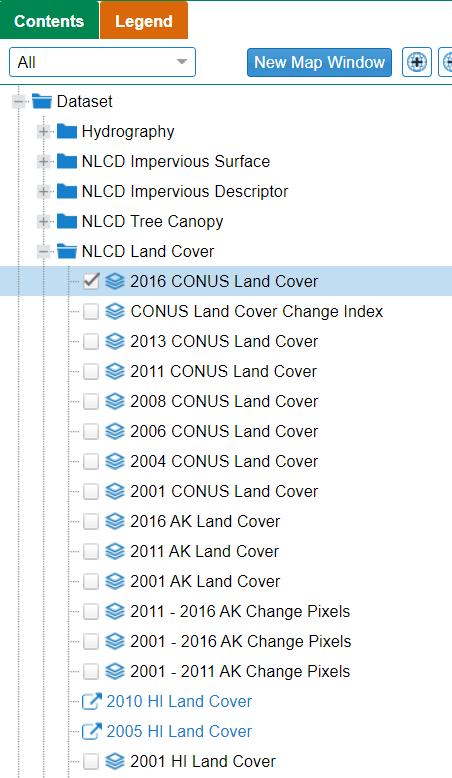 Contents Legend
All New Map Window
Dataset
Hydrography
NLCD Impervious Surface
NLCD Impervious Descriptor
NLCD Tree Canopy
NLCD Land Cover
2016 CONUS Land Cover
CONUS Land Cover Change Index
2013 CONUS Land Cover
2011 CONUS Land Cover
2008 CONUS Land Cover
2006 CONUS Land Cover
2004 CONUS Land Cover
2001 CONUS Land Cover
2016 AK Land Cover
2011 AK Land Cover
2001 AK Land Cover
2011 - 2016 AK Change Pixels
2001 - 2016 AK Change Pixels
2001 - 2011 AK Change Pixels
2010 HI Land Cover
2005 HI Land Cover
2001 HI Land Cover